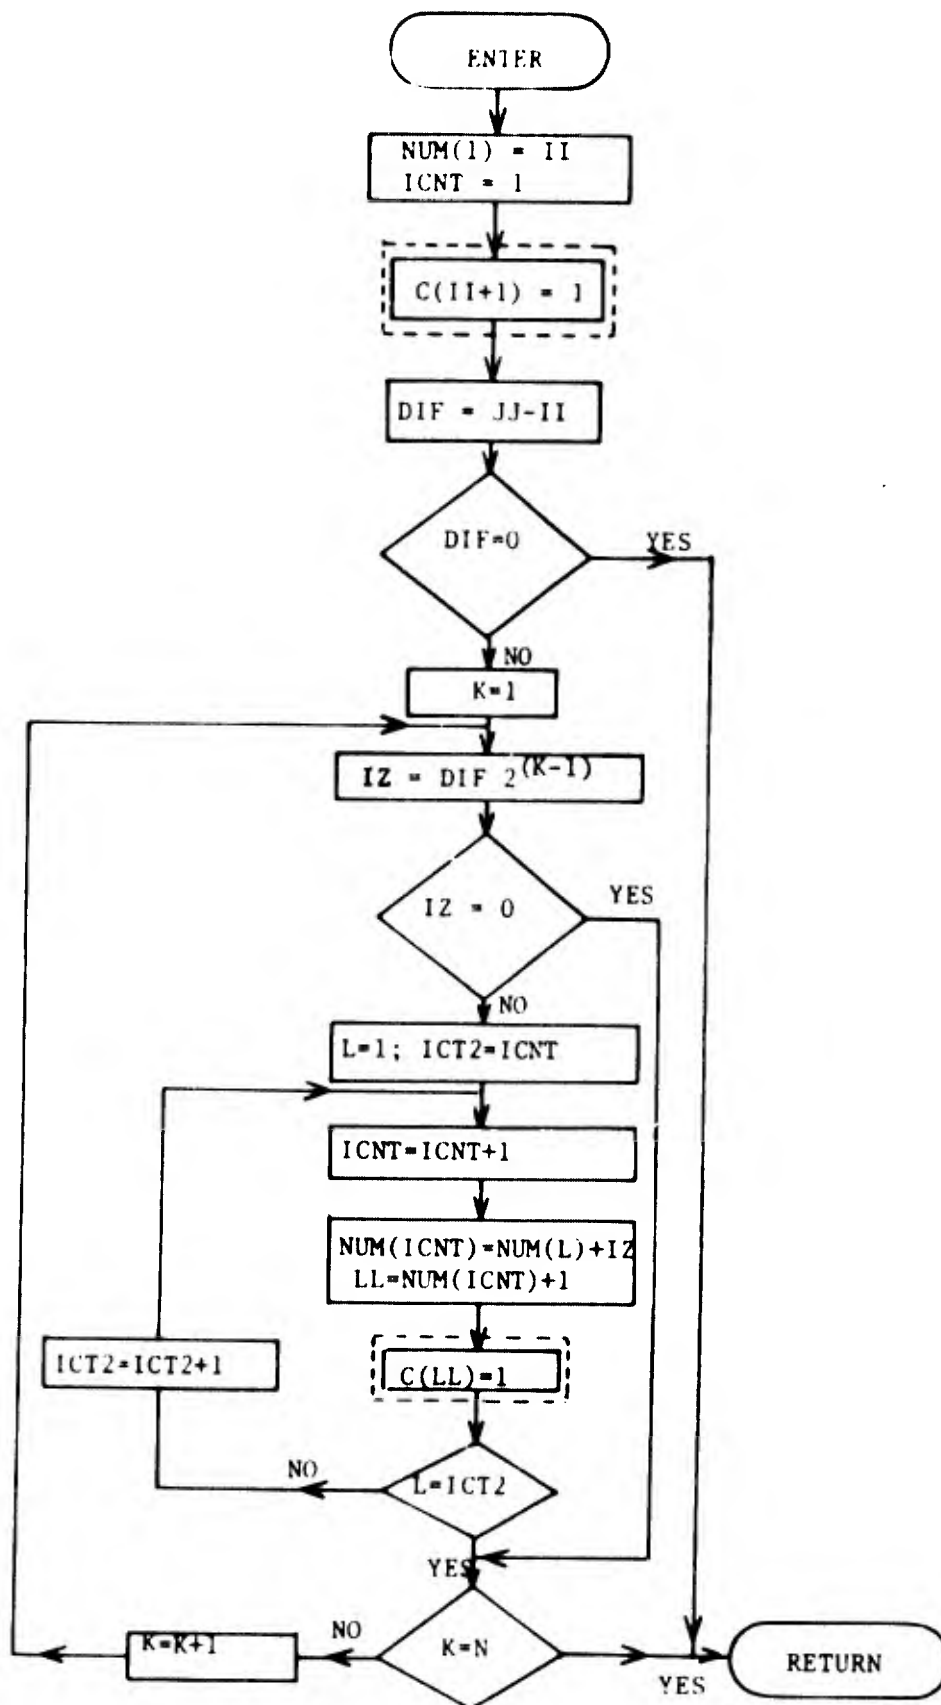 ENTER
NUM(1) = II
ICNT = 1
C(II+1) = 1
DIF = JJ-II
DIF=0
YES
NO
K=1
IZ = DIF 2(K-1)
IZ = 0
YES
NO
L=1; ICT2=ICNT
ICNT=ICNT+1
NUM(ICNT)=NUM(L)+IZ
LL=NUM(ICNT)+1
ICT2=ICT2+1
C(LL)=1
NO
L=ICT2
YES
K=K+1
NO
K=N
YES
RETURN